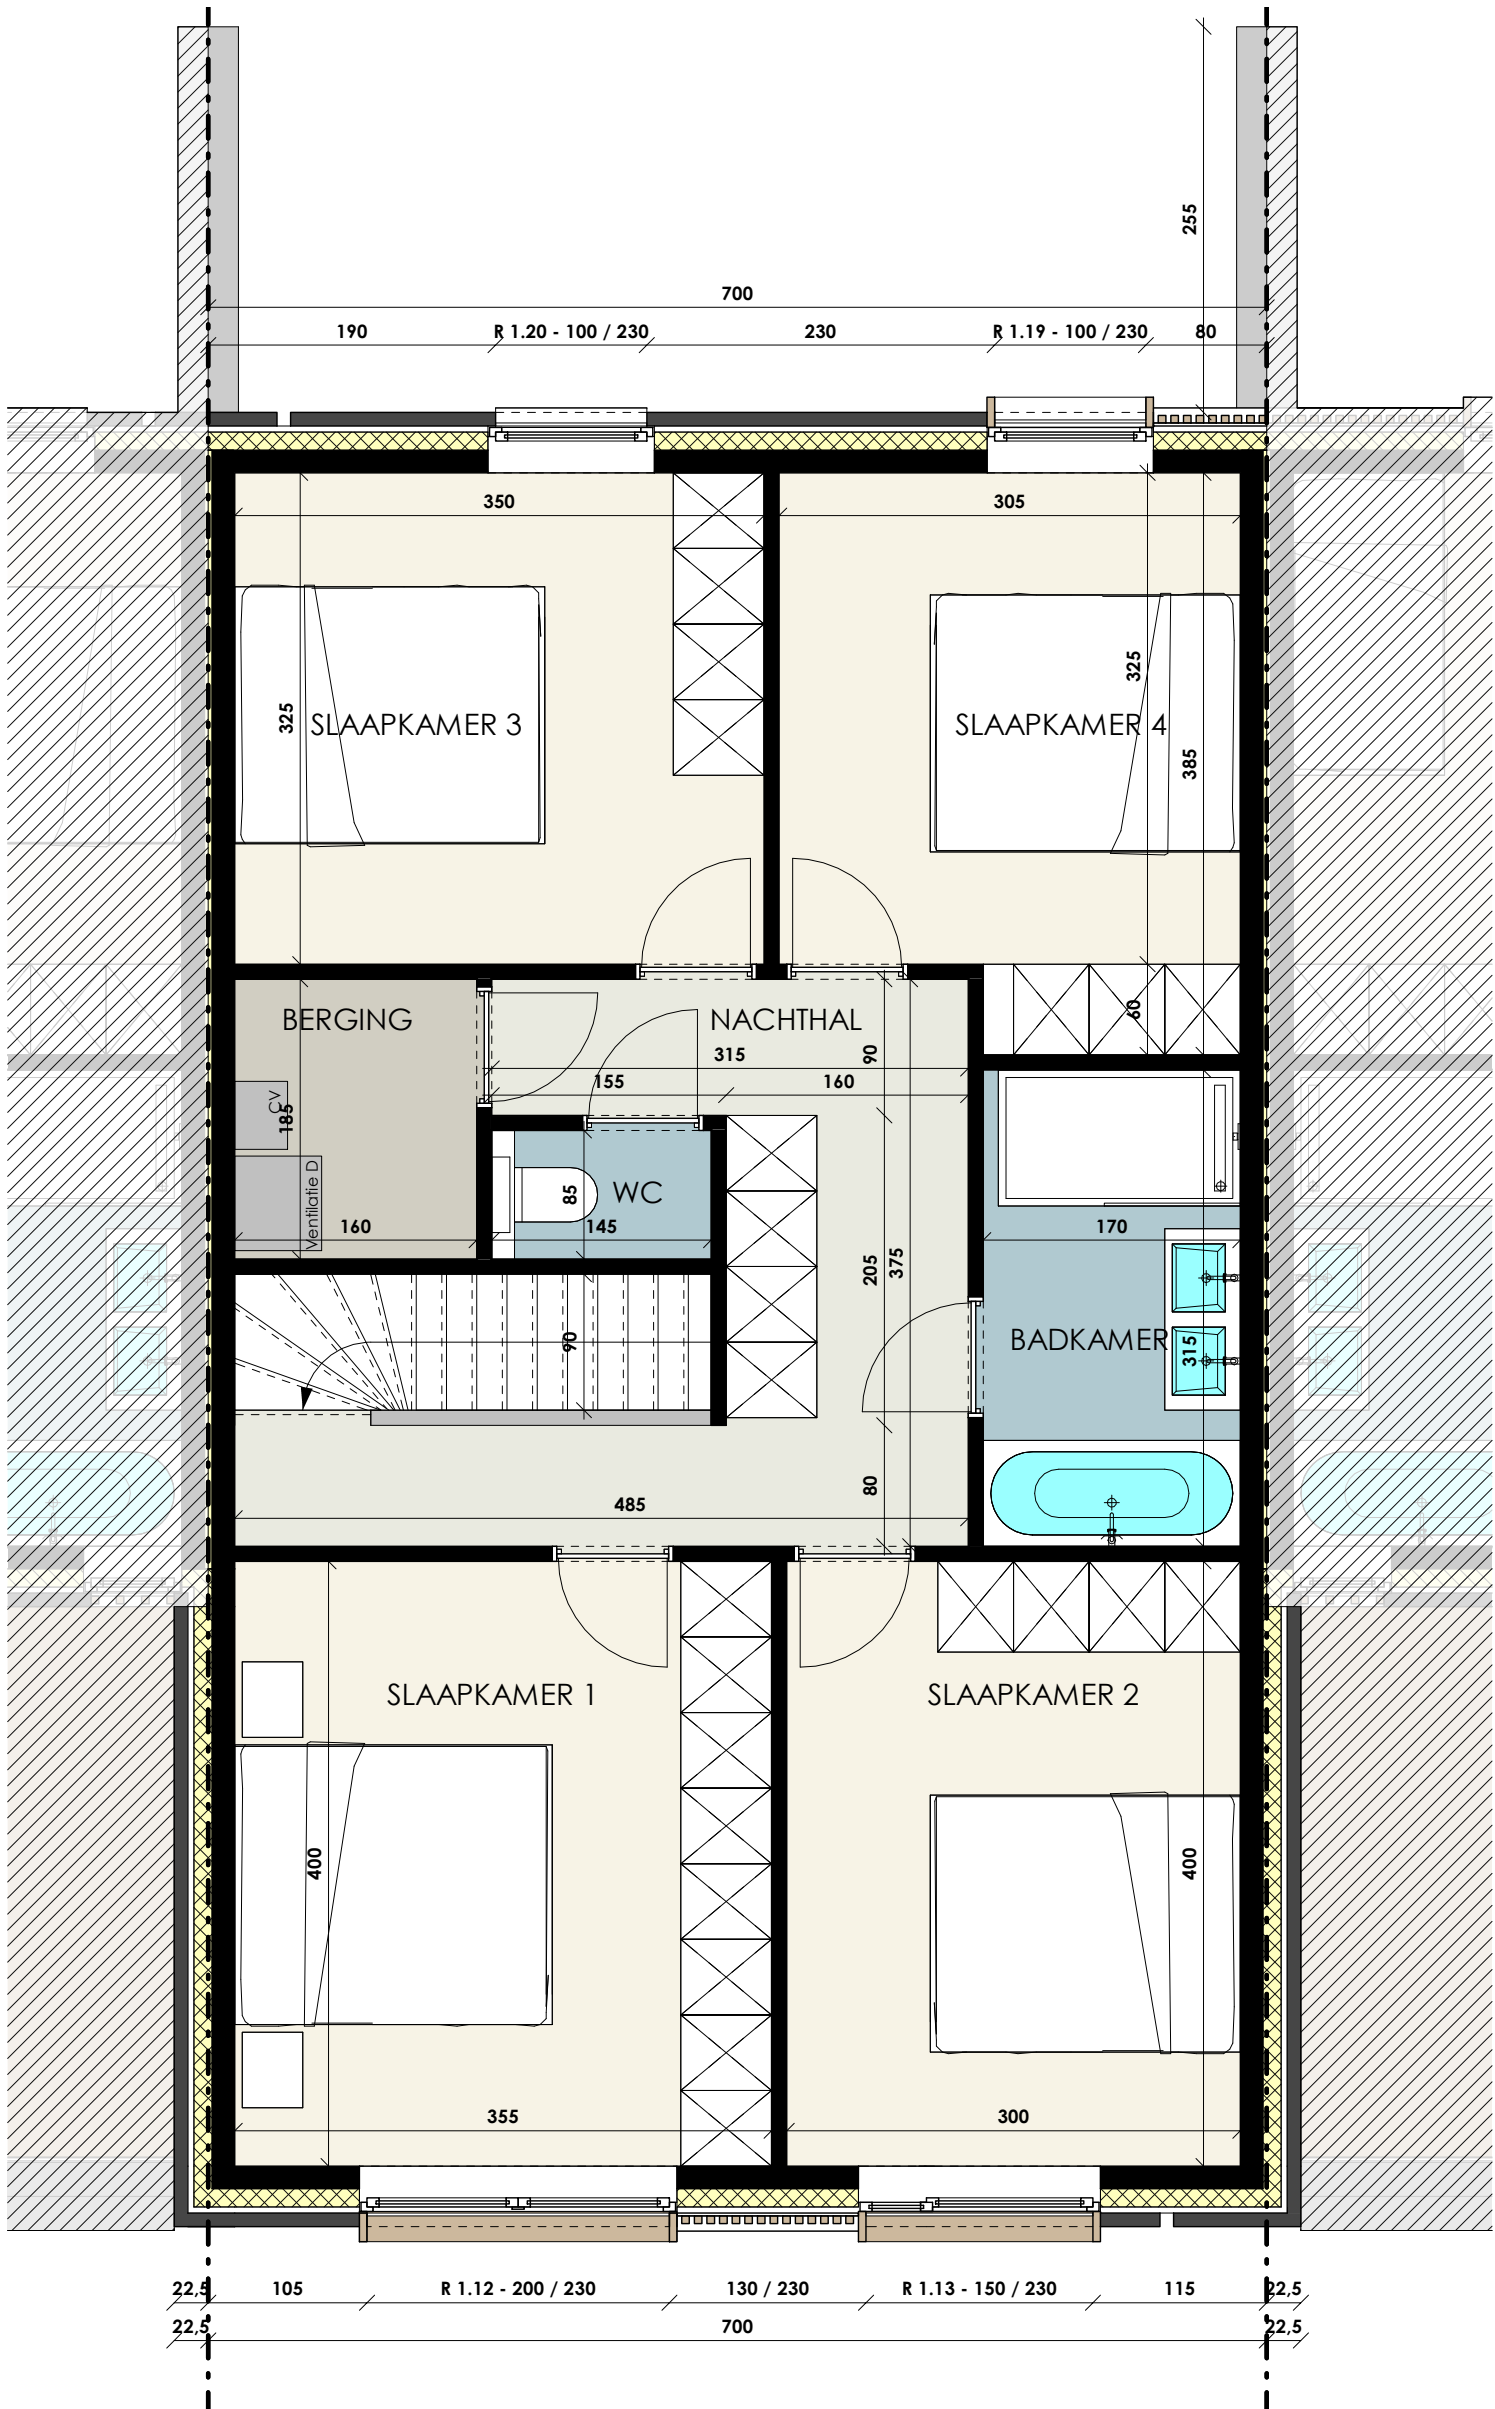 255
700
190
R 1.20 - 100 / 230
230
R 1.19 - 100 / 230
80
350
305
325
385
325
SLAAPKAMER 3
SLAAPKAMER 4
BERGING
NACHTHAL
60
315
90
155
160
CV
185
Ventilatie D
85
WC
160
145
170
205
375
90
BADKAMER
315
80
485
SLAAPKAMER 1
SLAAPKAMER 2
400
400
355
300
22,5
105
R 1.12 - 200 / 230
130 / 230
R 1.13 - 150 / 230
115
22,5
22,5
700
22,5